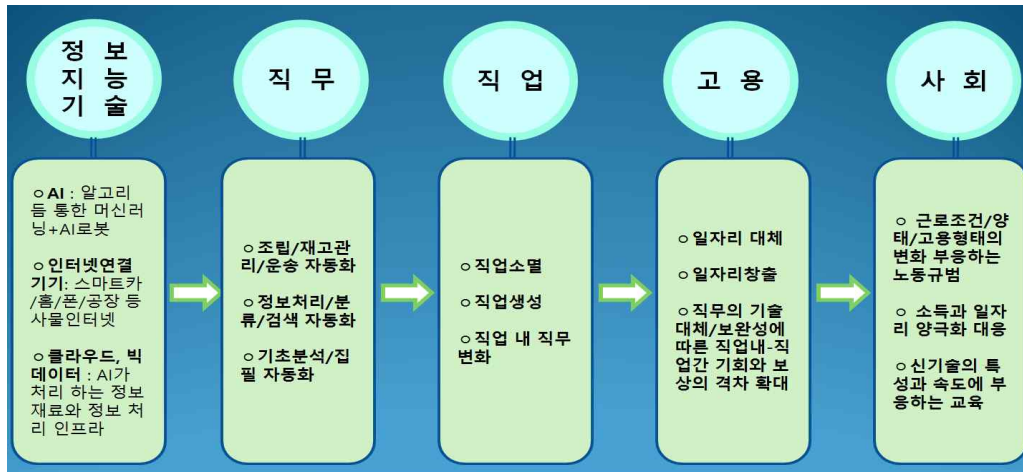 정 보
지 능
기 술
직 무
직 업
고 용
사 회
○AI : 알고리
듬 통한 머신러
닝+AI로봇
○인터넷연결
기기: 스마트카
/홈/폰/공장 등
사물인터넷
○클라우드, 빅
데이터 : AI가
처리 하는 정보
재료와 정보 처
리 인프라
○조립/재고관
리/운송 자동화
○정보처리/분
류/검색 자동화
○기초분석/집
필 자동화
○직업소멸
○직업생성
○직업 내 직무
변화
○일자리 대체
○일자리창출
○직무의 기술
대체/보완성에
따른 직업내-직
업간 기회와 보
상의 격차 확대
○ 근로조건/양
태/고용형태의
변화 부응하는
노동규범
○ 소득과 일자
리 양극화 대응
○신기술의 특
성과 속도에 부
응하는 교육